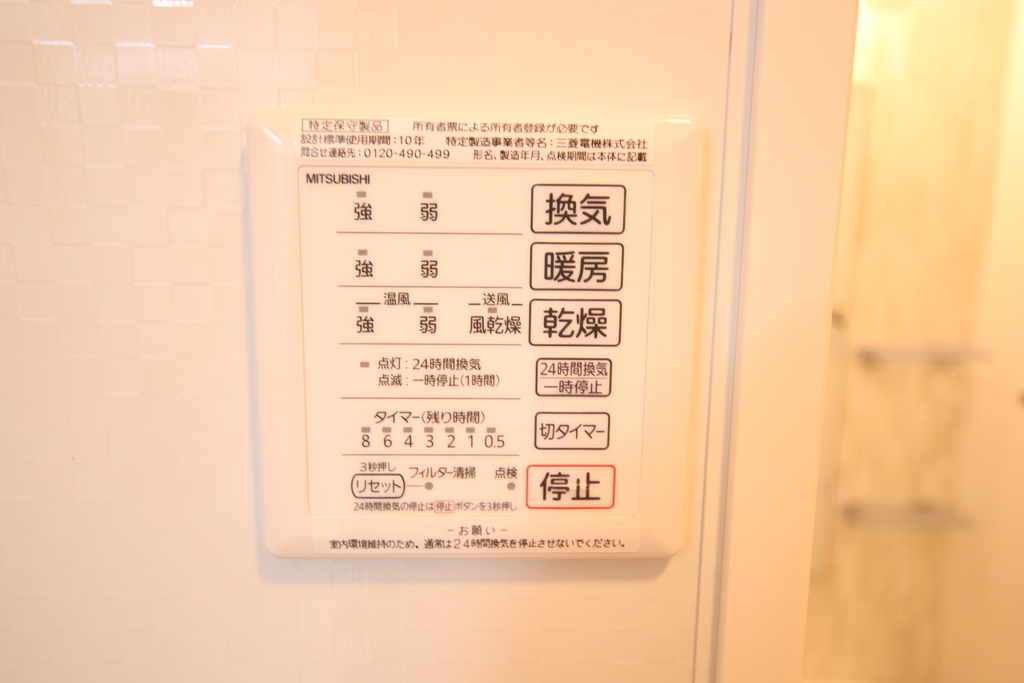 特定保守製品 所有者票による所有者登録が必要です
設計標準使用期間:10年 特定製造事業者等名:三菱電機株式会社
問合せ連絡先:0120-490-499 形名、製造年月、点検期間は本体に記載
MITSUBISHI
強 弱 換気
強 弱 暖房
温風 送風
強 弱 風乾燥 乾燥
点灯:24時間換気
点滅:一時停止(1時間)
24時間換気
一時停止
タイマー(残り時間)
8 6 4 3 2 1 0.5
切タイマー
3秒押し
リセット フィルター清掃 点検
停止
24時間換気の停止は停止ボタンを3秒押し
-お願い-
室内環境維持のため、通常は24時間換気を停止させないでください。